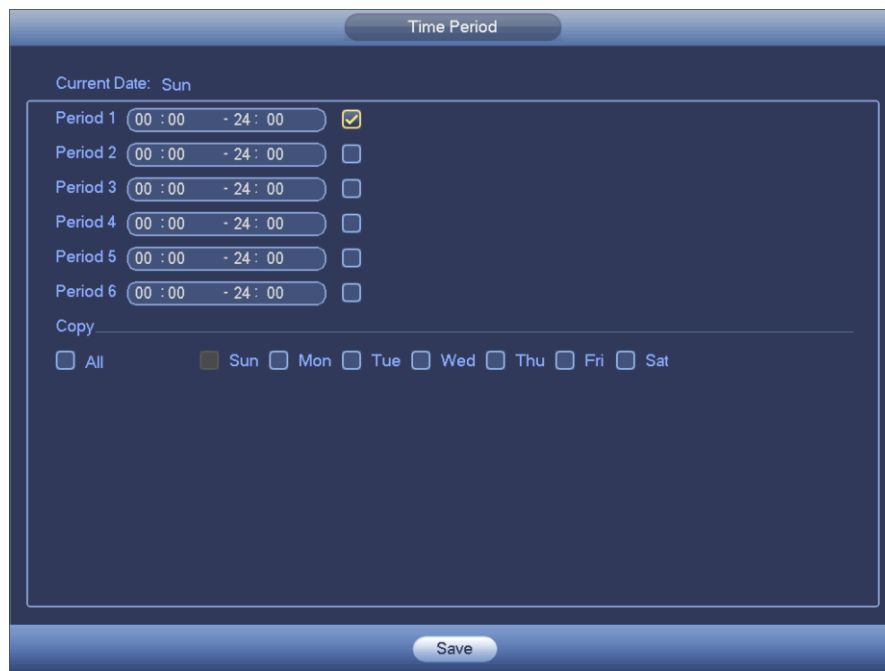 Time Period
Current Date: Sun
Period 1 00 :00 - 24 : 00
Period 2 00 :00 - 24 : 00
Period 3 00 :00 - 24 : 00
Period 4 00 :00 - 24 : 00
Period 5 00 :00 - 24 : 00
Period 6 00 :00 - 24 : 00
Copy
All Sun Mon Tue Wed Thu Fri Sat
Save